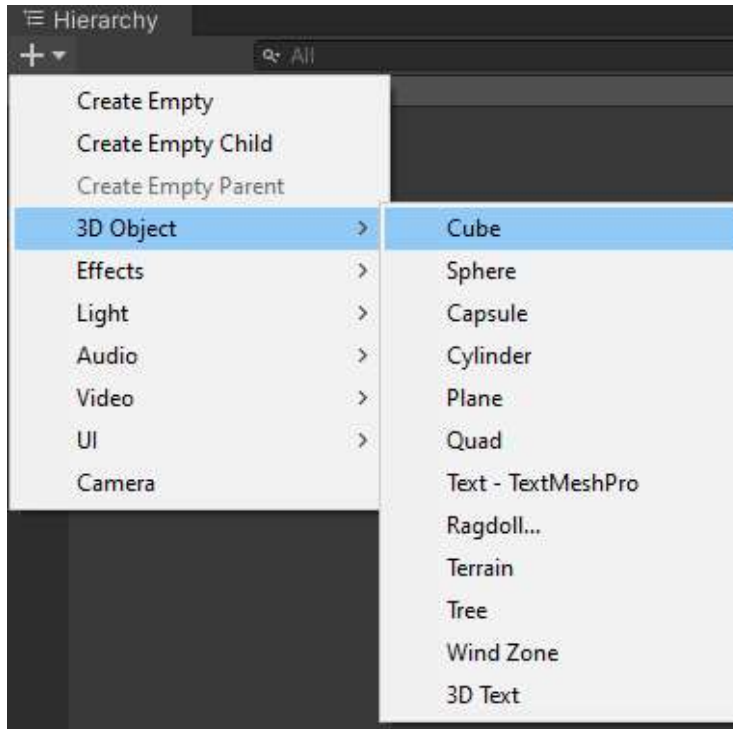 Hierarchy
All
Create Empty
Create Empty Child
Create Empty Parent
3D Object
Effects
Light
Audio
Video
UI
Camera
Cube
Sphere
Capsule
Cylinder
Plane
Quad
Text - TextMeshPro
Ragdoll...
Terrain
Tree
Wind Zone
3D Text